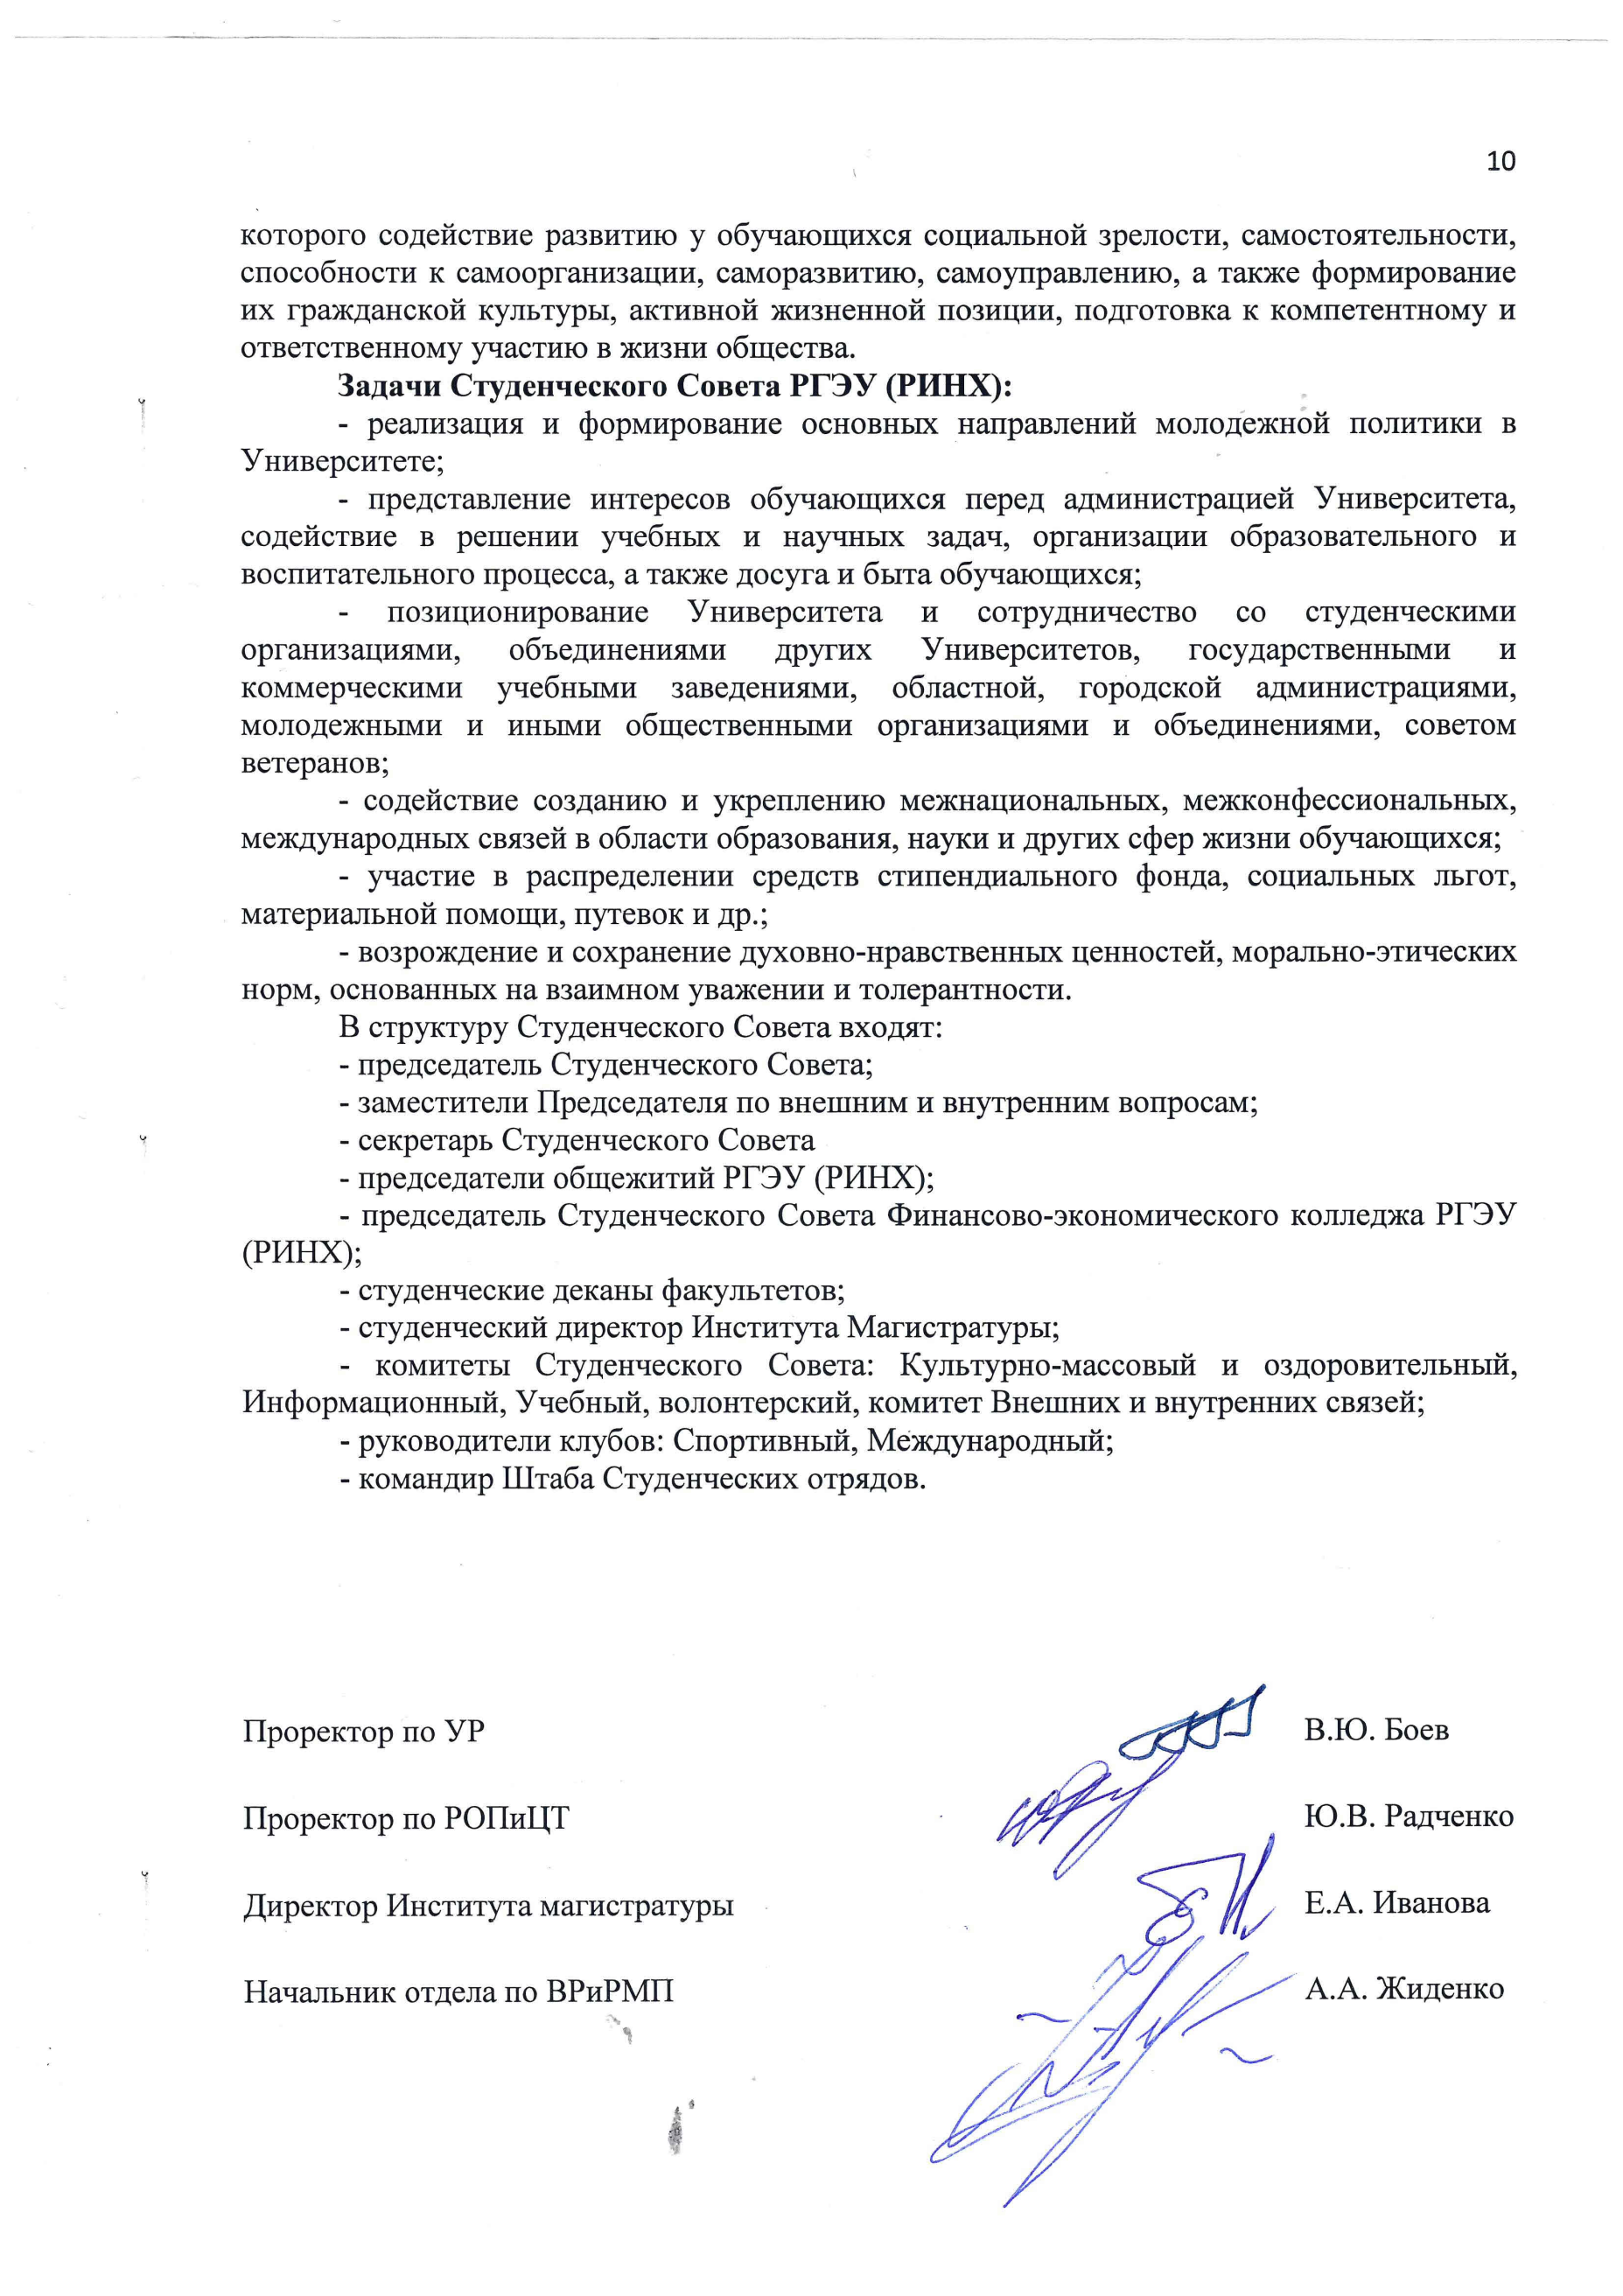 10
которого содействие развитию у обучающихся социальной зрелости, самостоятельности,
способности к самоорганизации, саморазвитию, самоуправлению, а также формирование
их гражданской культуры, активной жизненной позиции, подготовка к компетентному и
ответственному участию в жизни общества.
Задачи Студенческого Совета РГЭУ (РИНХ):
- реализация и формирование основных направлений молодежной политики в
Университете;
- представление интересов обучающихся перед администрацией Университета,
содействие в решении учебных и научных задач, организации образовательного и
воспитательного процесса, а также досуга и быта обучающихся;
- позиционирование Университета и сотрудничество со студенческими
организациями, объединениями других Университетов, государственными и
коммерческими учебными заведениями, областной, городской администрациями,
молодежными и иными общественными организациями и объединениями, советом
ветеранов;
- содействие созданию и укреплению межнациональных, межконфессиональных,
международных связей в области образования, науки и других сфер жизни обучающихся;
- участие в распределении средств стипендиального фонда, социальных льгот,
материальной помощи, путевок и др.;
- возрождение и сохранение духовно-нравственных ценностей, морально-этических
норм, основанных на взаимном уважении и толерантности.
В структуру Студенческого Совета входят:
- председатель Студенческого Совета;
- заместители Председателя по внешним и внутренним вопросам;
- секретарь Студенческого Совета
- председатели общежитий РГЭУ (РИНХ);
- председатель Студенческого Совета Финансово-экономического колледжа РГЭУ
(РИНХ);
- студенческие деканы факультетов;
- студенческий директор Института Магистратуры;
- комитеты Студенческого Совета: Культурно-массовый и оздоровительный,
Информационный, Учебный, волонтерский, комитет Внешних и внутренних связей;
- руководители клубов: Спортивный, Международный;
- командир Штаба Студенческих отрядов.
Проректор по УР В.Ю. Боев
Проректор по РОПиЦТ Ю.В. Радченко
Директор Института магистратуры Е.А. Иванова
Начальник отдела по ВРиРМП А.А. Жиденко